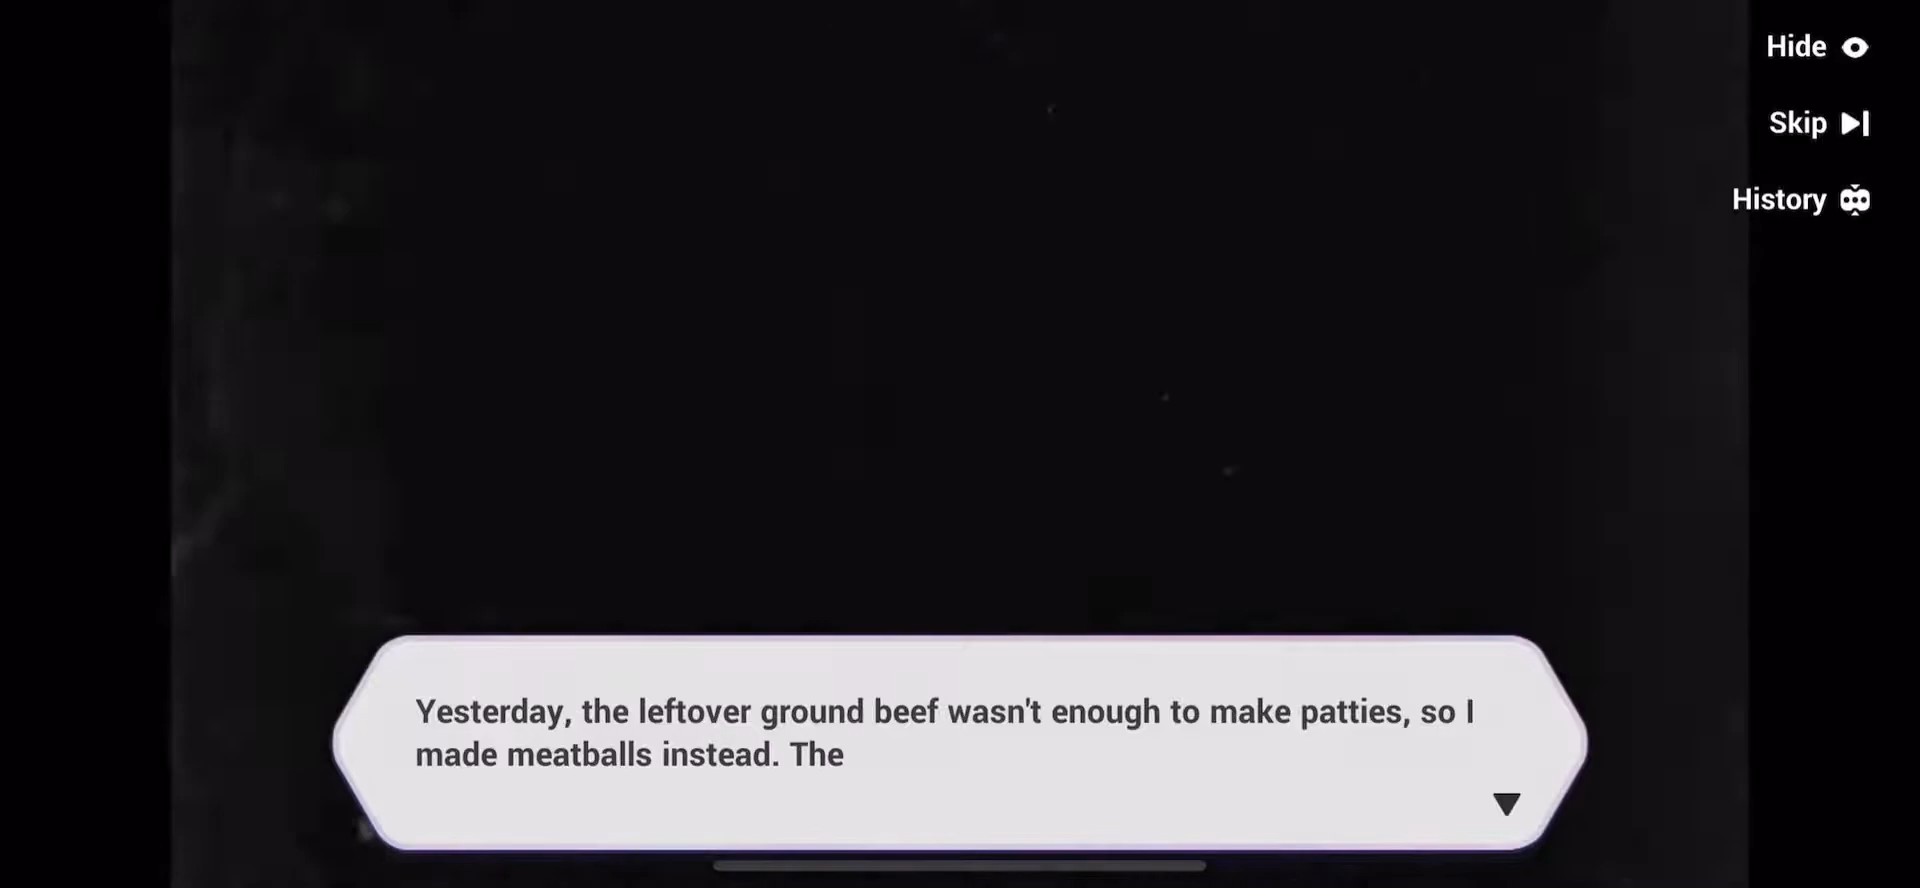 Hide
Skip
History
Yesterday, the leftover ground beef wasn't enough to make patties, so I
made meatballs instead. The